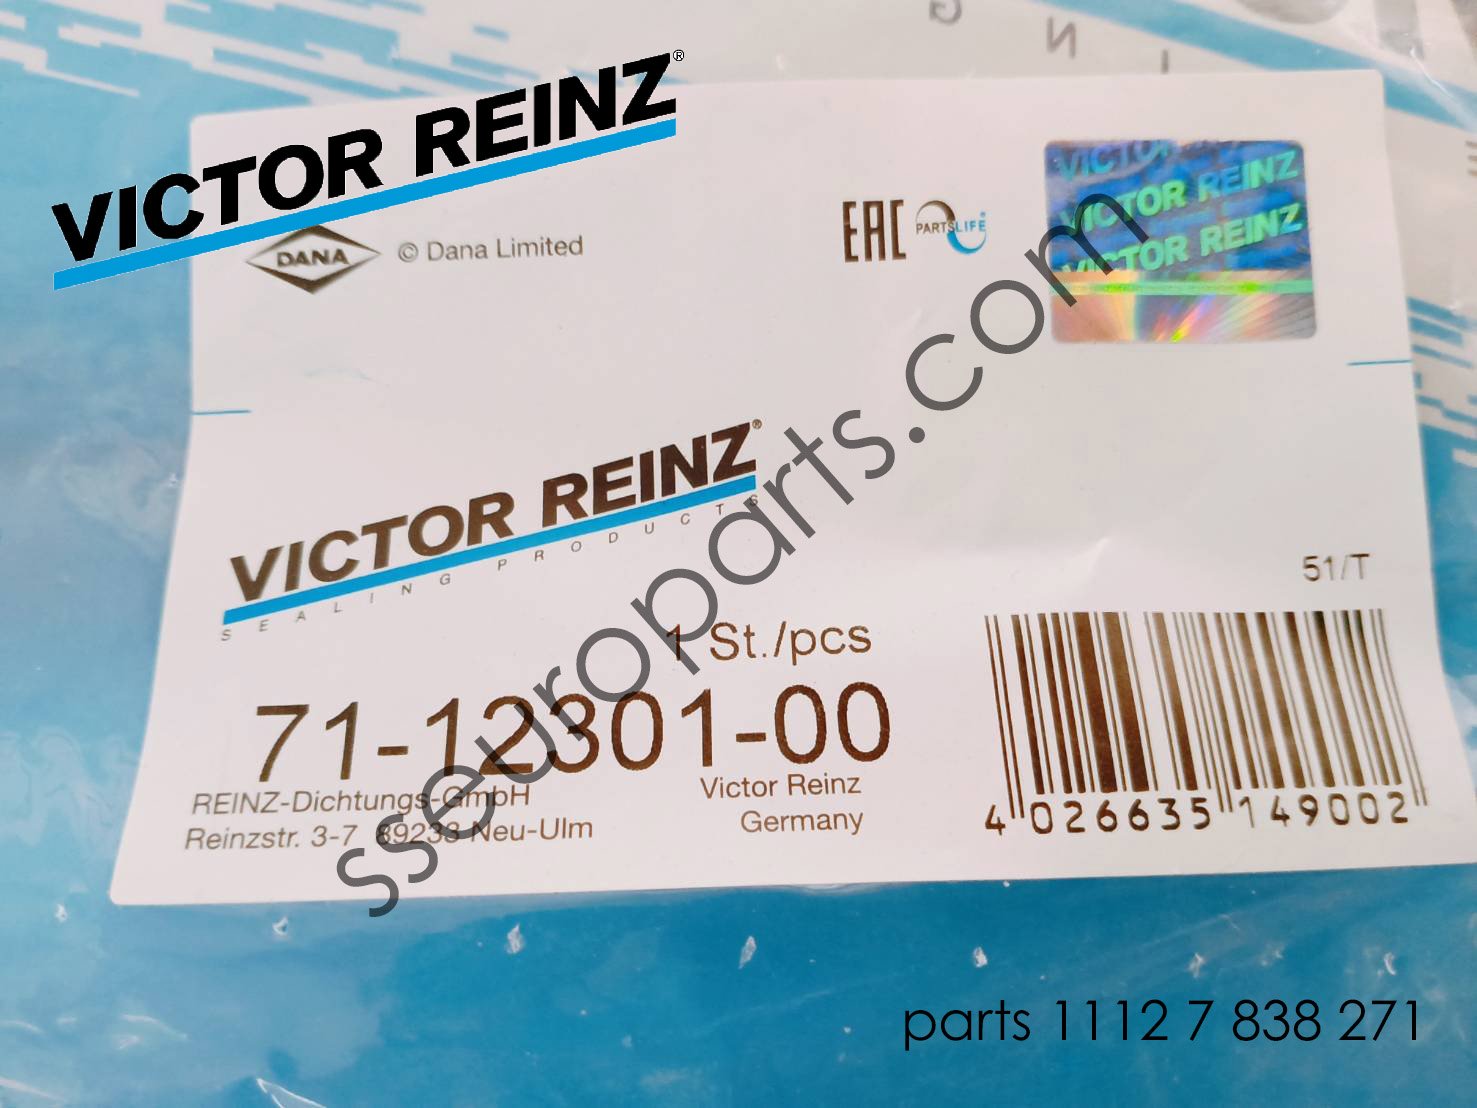 VICTOR REINZ®
DANA © Dana Limited
EAC PARTSLIFE®
VICTOR REINZ
VICTOR REINZ
VICTOR REINZ
VICTOR REINZ®
SEALING PRODUCTS
51/T
1 St./pcs
71-12301-00
REINZ-Dichtungs-GmbH
Reinzstr. 3-7 89233 Neu-Ulm
Victor Reinz
Germany
4 026635 149002
sseuroparts.com
parts 1112 7 838 271